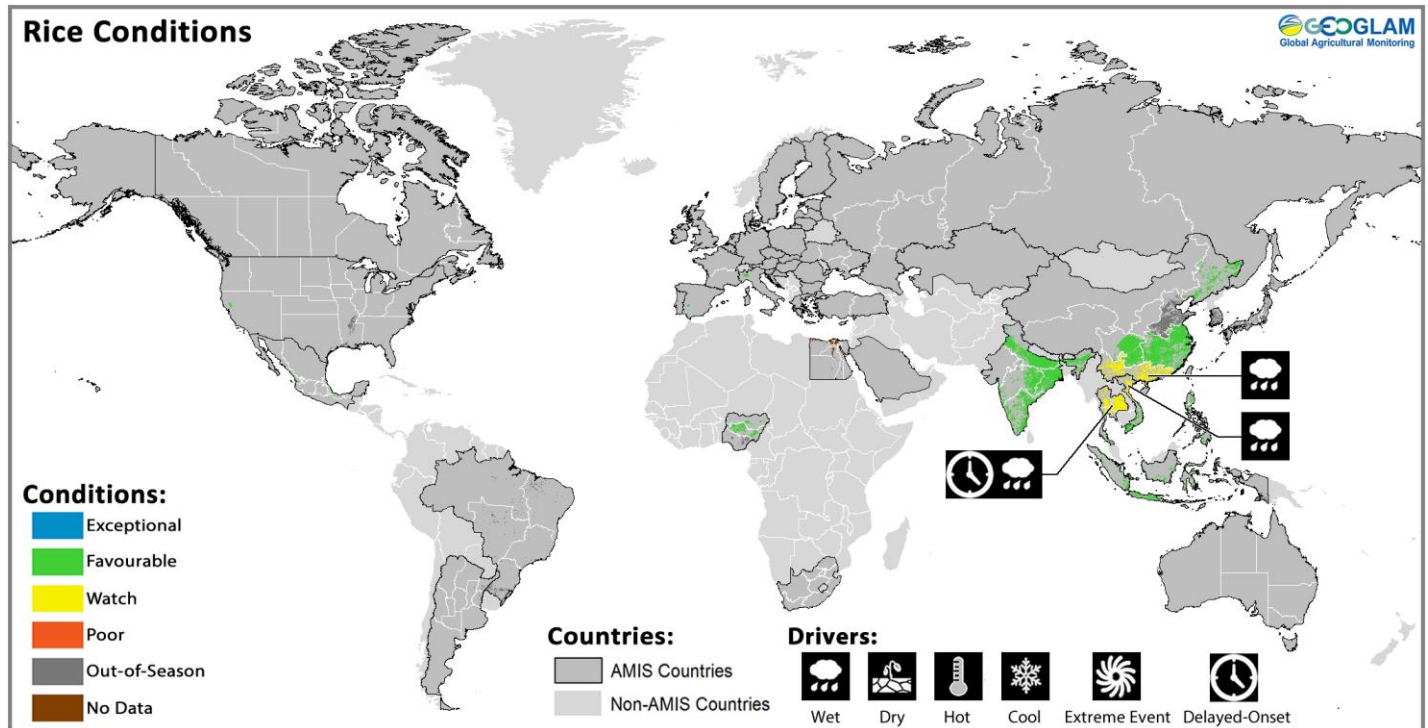 Rice Conditions
GEOGLAM
Global Agricultural Monitoring
Conditions:
Exceptional
Favourable
Watch
Poor
Out-of-Season
No Data
Countries:
AMIS Countries
Non-AMIS Countries
Drivers:
Wet
Dry
Hot
Cool
Extreme Event
Delayed-Onset